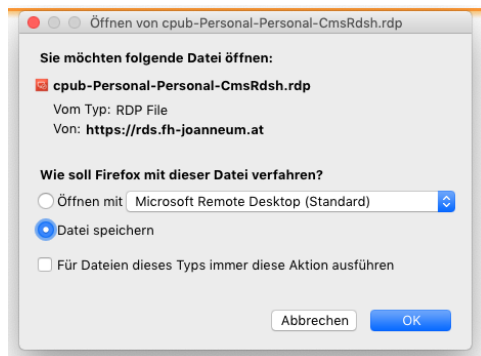 Öffnen von cpub-Personal-Personal-CmsRdsh.rdp
Sie möchten folgende Datei öffnen:
cpub-Personal-Personal-CmsRdsh.rdp
Vom Typ: RDP File
Von: https://rds.fh-joanneum.at
Wie soll Firefox mit dieser Datei verfahren?
Öffnen mit Microsoft Remote Desktop (Standard)
Datei speichern
Für Dateien dieses Typs immer diese Aktion ausführen
Abbrechen OK